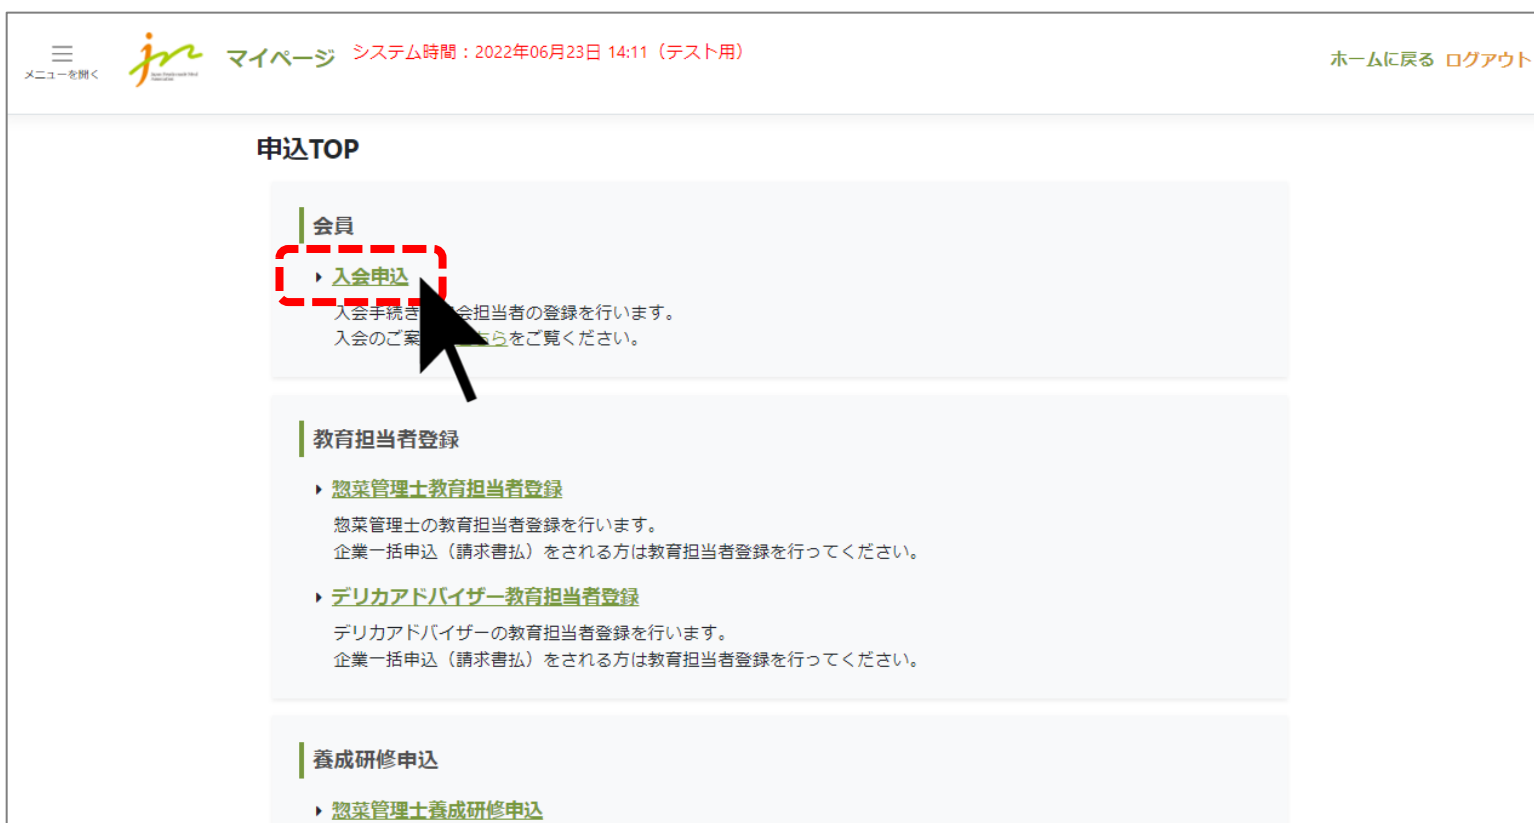 メニューを開く
マイページ
システム時間：2022年06月23日 14:11（テスト用）
ホームに戻る ログアウト
申込TOP
会員
入会申込
入会手続き 会担当者の登録を行います。
入会のご案 ちらをご覧ください。
教育担当者登録
惣菜管理士教育担当者登録
惣菜管理士の教育担当者登録を行います。
企業一括申込（請求書払）をされる方は教育担当者登録を行ってください。
デリカアドバイザー教育担当者登録
デリカアドバイザーの教育担当者登録を行います。
企業一括申込（請求書払）をされる方は教育担当者登録を行ってください。
養成研修申込
惣菜管理士養成研修申込